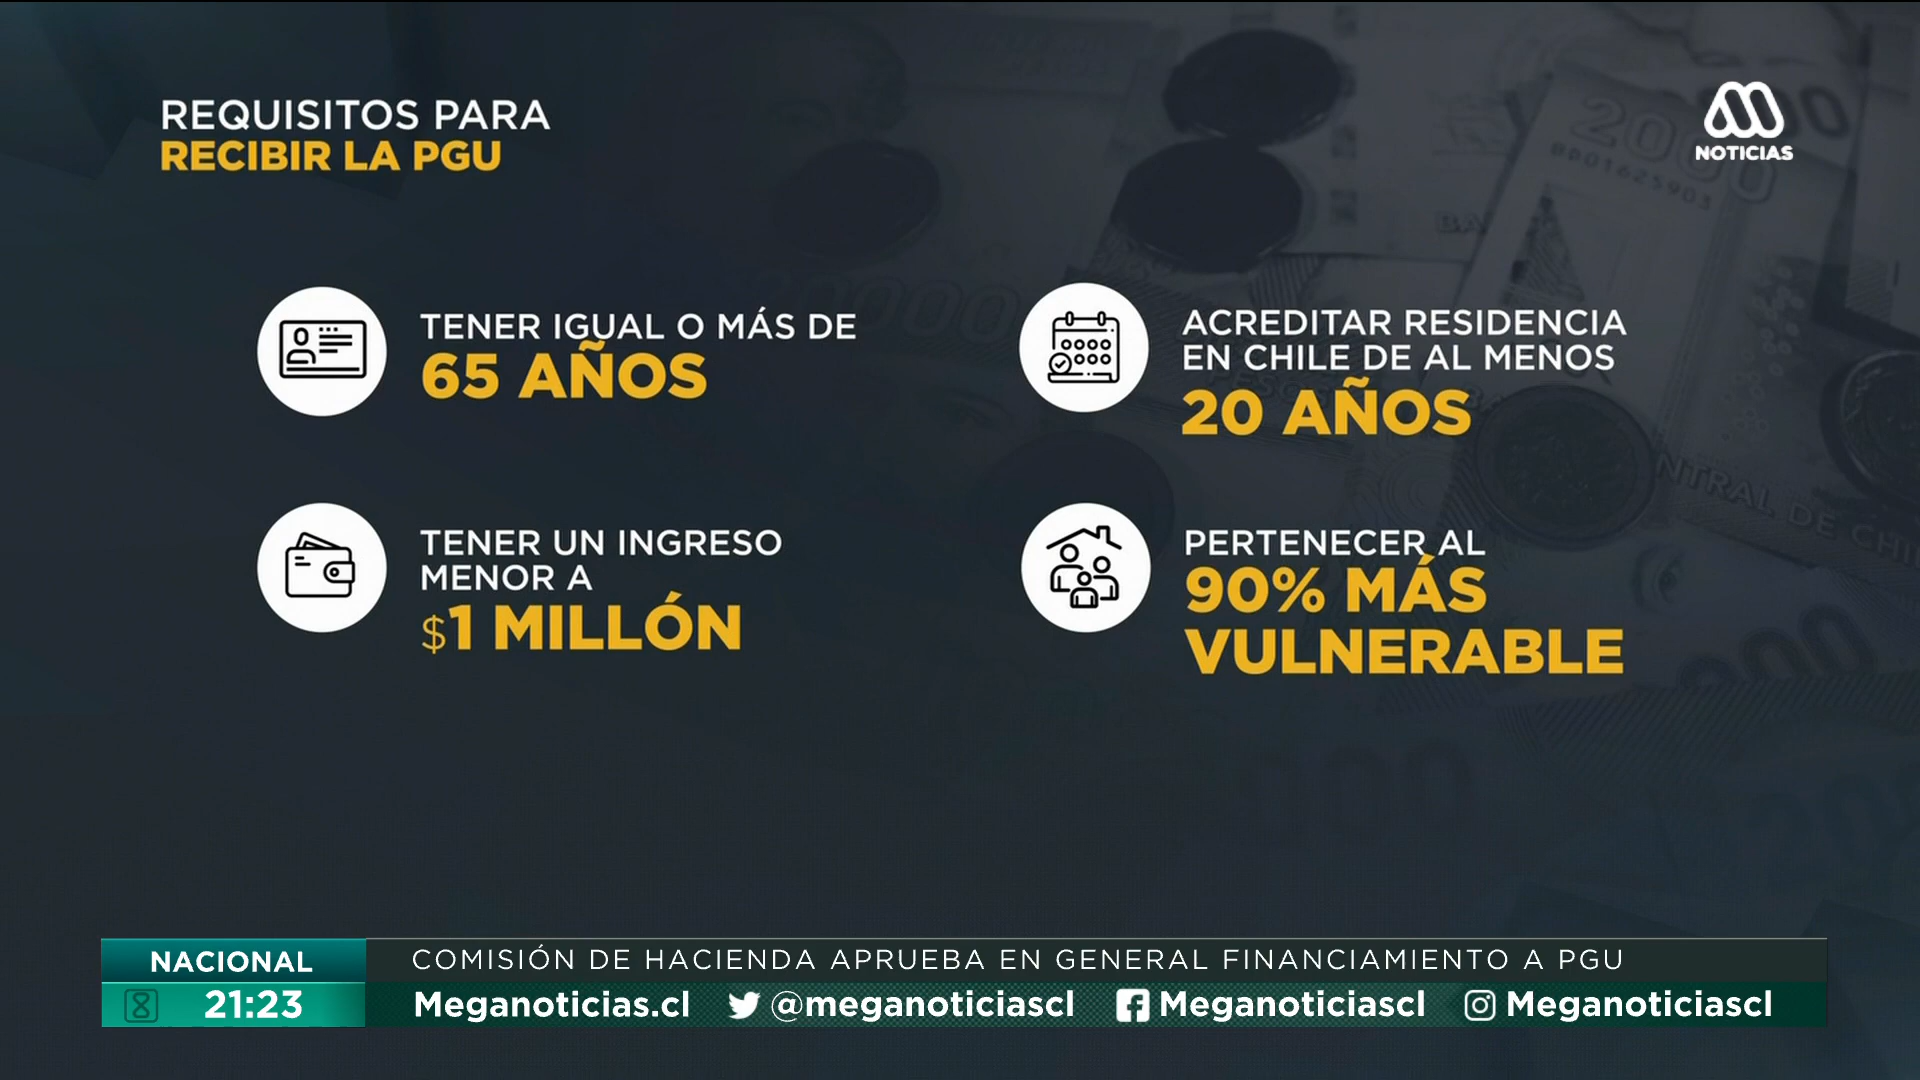 REQUISITOS PARA
RECIBIR LA PGU
NOTICIAS
TENER IGUAL O MÁS DE
65 AÑOS
ACREDITAR RESIDENCIA
EN CHILE DE AL MENOS
20 AÑOS
TENER UN INGRESO
MENOR A
$1 MILLÓN
PERTENECER AL
90% MÁS
VULNERABLE
NACIONAL
COMISIÓN DE HACIENDA APRUEBA EN GENERAL FINANCIAMIENTO A PGU
21:23
Meganoticias.cl @meganoticiascl Meganoticiascl Meganoticiascl